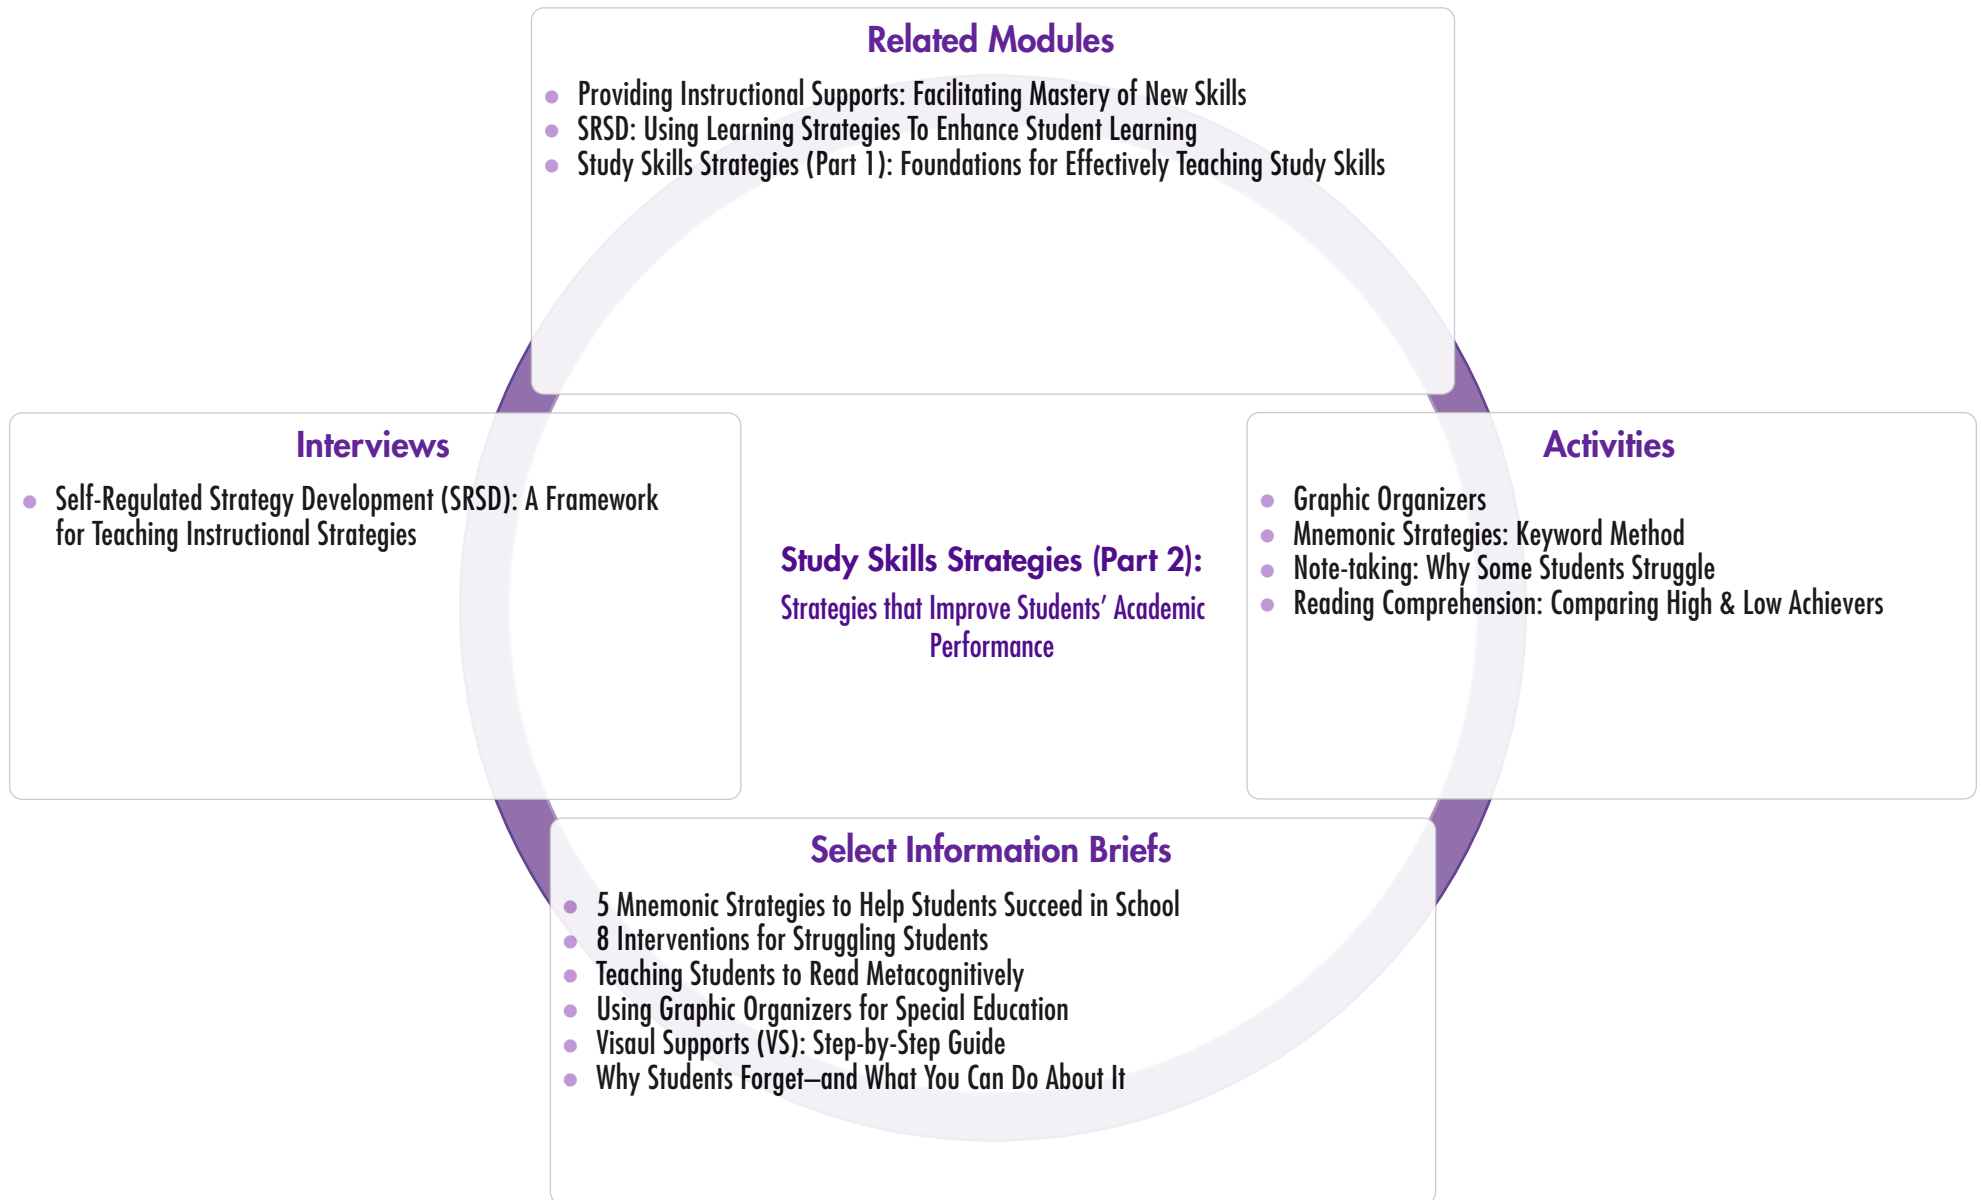 Related Modules
Providing Instructional Supports: Facilitating Mastery of New Skills
SRSD: Using Learning Strategies To Enhance Student Learning
Study Skills Strategies (Part 1): Foundations for Effectively Teaching Study Skills
Interviews
Self-Regulated Strategy Development (SRSD): A Framework
for Teaching Instructional Strategies
Study Skills Strategies (Part 2):
Strategies that Improve Students’ Academic
Performance
Activities
Graphic Organizers
Mnemonic Strategies: Keyword Method
Note-taking: Why Some Students Struggle
Reading Comprehension: Comparing High & Low Achievers
Select Information Briefs
5 Mnemonic Strategies to Help Students Succeed in School
8 Interventions for Struggling Students
Teaching Students to Read Metacognitively
Using Graphic Organizers for Special Education
Visaul Supports (VS): Step-by-Step Guide
Why Students Forget–and What You Can Do About It